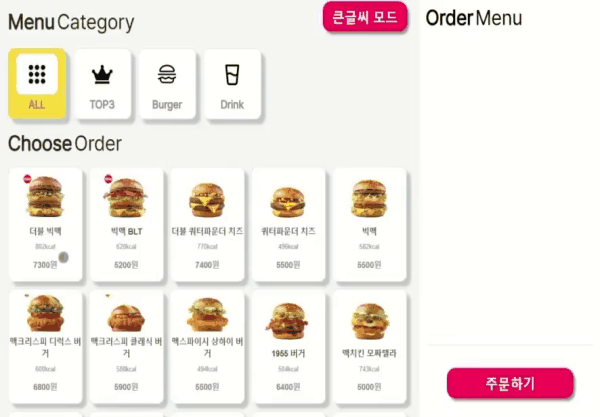 Menu Category
큰글씨 모드
Order Menu
ALL
TOP3
Burger
Drink
Choose Order
더블 빅맥
빅맥 BLT
더블 쿼터파운더 치즈
쿼터파운더 치즈
빅맥
770kcal
582kcal
7300원
6200원
7400원
5500원
5500원
맥크리스피 디럭스 버
거
맥크리스피 클래식 버
거
맥스파이시 상하이 버
거
1955 버거
맥치킨 모짜렐라
494kcal
743kcal
6800원
5900원
5500원
6400원
5000원
주문하기